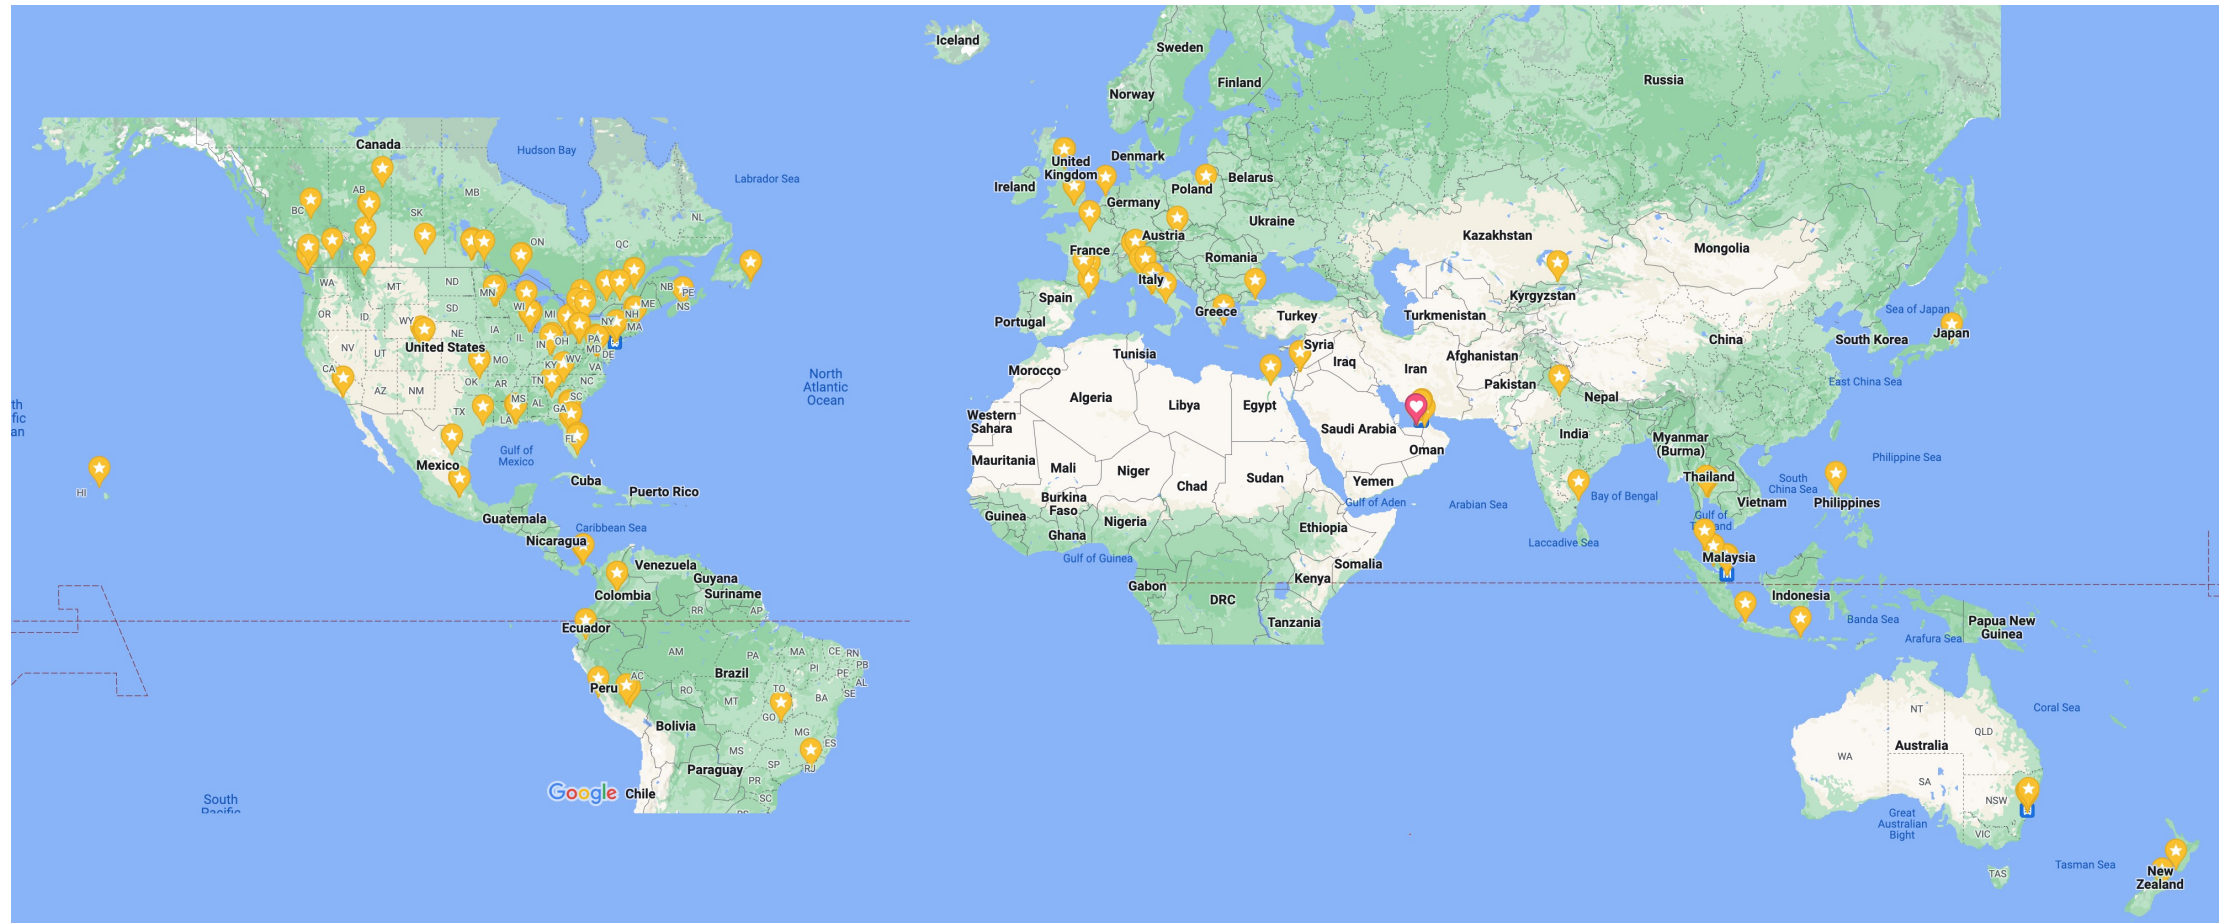 Iceland
Sweden
Finland
Norway
Russia
Canada
Hudson Bay
Labrador Sea
United
Kingdom
Denmark
Ireland
Poland
Belarus
Germany
Ukraine
AB
MB
BC
SK
NL
ON
QC
Austria
France
Romania
Kazakhstan
Mongolia
Italy
Spain
Portugal
Greece
Turkey
Kyrgyzstan
Turkmenistan
Sea of Japan
Japan
South Korea
China
WA
MT
ND
MN
OR
ID
SD
WI
MI
NB
PE
NS
ME
NH
NY
MA
WY
NE
IA
IL
IN
OH
PA
MD
DE
NV
UT
United States
MO
KY
WV
VA
CA
AZ
NM
OK
AR
TN
NC
TX
LA
MS
AL
GA
SC
FL
Gulf of
Mexico
North
Atlantic
Ocean
th
fic
an
HI
Mexico
Cuba
Puerto Rico
Guatemala
Caribbean Sea
Nicaragua
Tunisia
Morocco
Syria
Iraq
Iran
Afghanistan
Pakistan
Nepal
East China Sea
Algeria
Libya
Egypt
Western
Sahara
Saudi Arabia
Oman
India
Myanmar
(Burma)
Mauritania
Mali
Niger
Chad
Sudan
Yemen
Philippine Sea
Thailand
South
China Sea
Burkina
Faso
Gulf of Aden
Arabian Sea
Bay of Bengal
Vietnam
Philippines
Guinea
Nigeria
Ghana
Ethiopia
Gulf of
Laccadive Sea
Gulf of Guinea
Somalia
Malaysia
Venezuela
Guyana
Suriname
Colombia
RR
AP
Gabon
Kenya
DRC
Indonesia
Tanzania
Banda Sea
Papua New
Guinea
Arafura Sea
Ecuador
AM
PA
MA
CE
RN
PB
PI
PE
AL
SE
Peru
AC
RO
Brazil
MT
TO
BA
GO
Bolivia
MG
ES
MS
SP
RJ
Paraguay
PR
SC
Chile
Google
South
Pacific
NT
Coral Sea
QLD
WA
Australia
SA
NSW
Great
Australian
Bight
VIC
TAS
Tasman Sea
New
Zealand